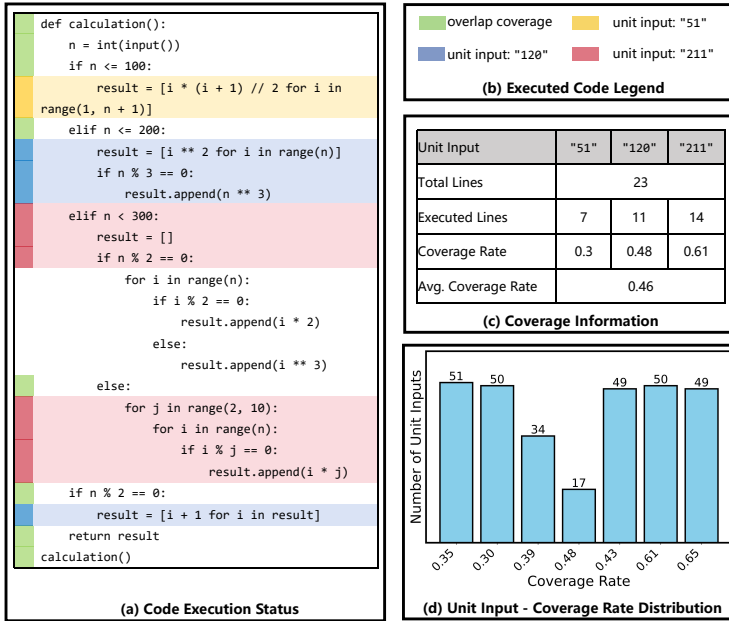 def calculation():
n = int(input())
if n <= 100:
result = [i * (i + 1) // 2 for i in
range(1, n + 1)]
elif n <= 200:
result = [i ** 2 for i in range(n)]
if n % 3 == 0:
result.append(n ** 3)
elif n < 300:
result = []
if n % 2 == 0:
for i in range(n):
if i % 2 == 0:
result.append(i * 2)
else:
result.append(i ** 3)
else:
for j in range(2, 10):
for i in range(n):
if i % j == 0:
result.append(i * j)
if n % 2 == 0:
result = [i + 1 for i in result]
return result
calculation()
(a) Code Execution Status
overlap coverage
unit input: "51"
unit input: "120"
unit input: "211"
(b) Executed Code Legend
Unit Input "51" "120" "211"
Total Lines 23
Executed Lines 7 11 14
Coverage Rate 0.3 0.48 0.61
Avg. Coverage Rate 0.46
(c) Coverage Information
Number of Unit Inputs
51 50 34 17 49 50 49
0.35 0.30 0.39 0.48 0.43 0.61 0.65
Coverage Rate
(d) Unit Input - Coverage Rate Distribution